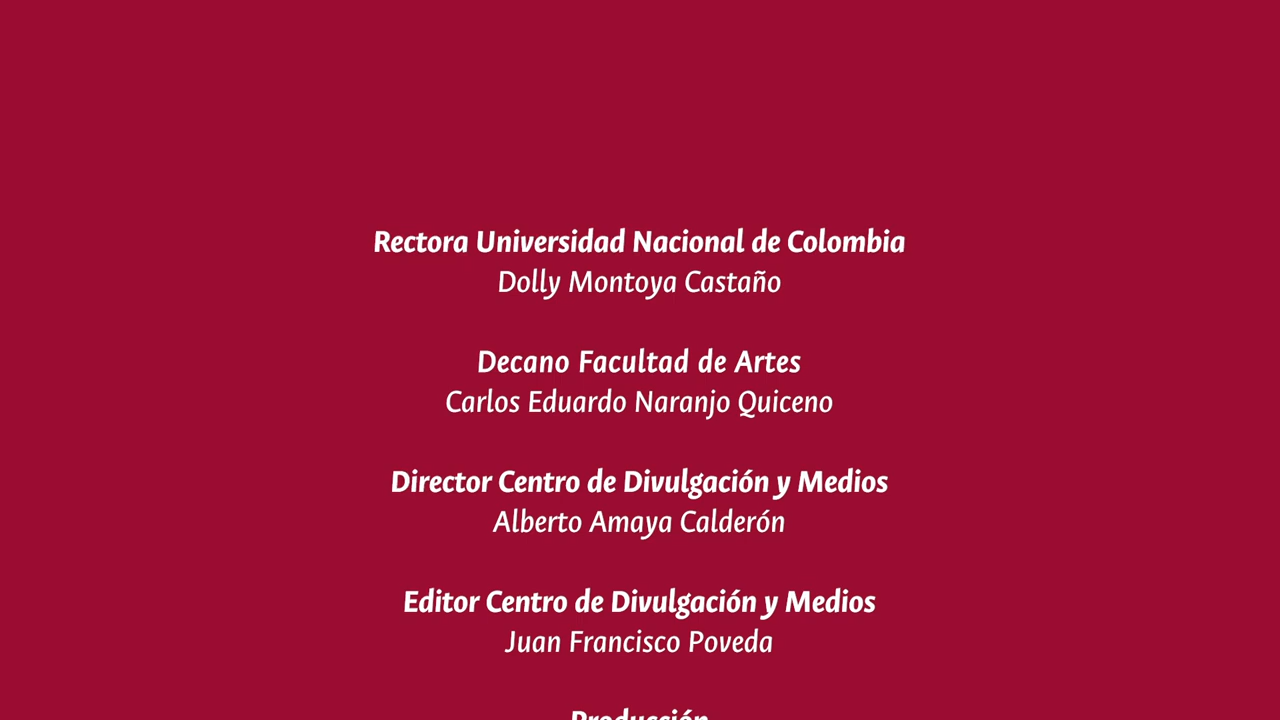 Rectora Universidad Nacional de Colombia
Dolly Montoya Castaño
Decano Facultad de Artes
Carlos Eduardo Naranjo Quiceno
Director Centro de Divulgación y Medios
Alberto Amaya Calderón
Editor Centro de Divulgación y Medios
Juan Francisco Poveda
Producción